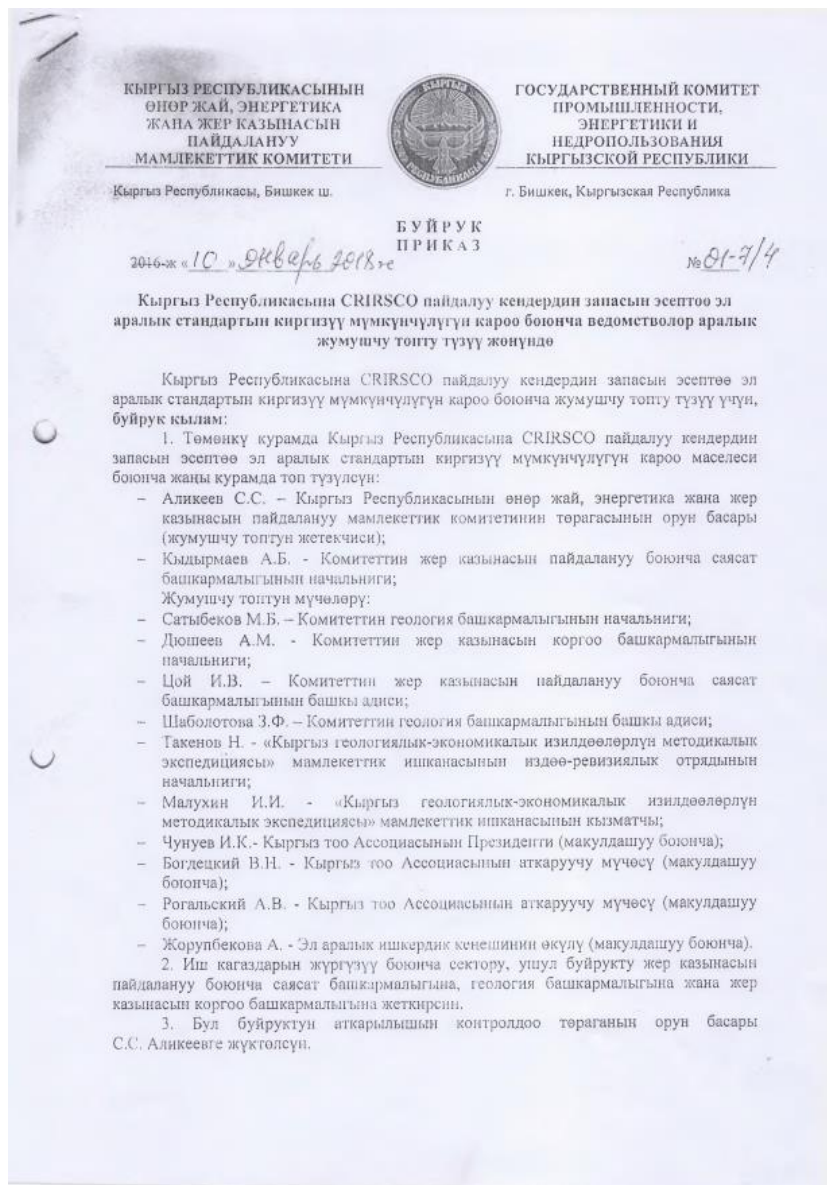 КЫРГЫЗ РЕСПУБЛИКАСЫНЫН
ӨНӨР ЖАЙ, ЭНЕРГЕТИКА
ЖАНА ЖЕР КАЗЫНАСЫН
ПАЙДАЛАНУУ
МАМЛЕКЕТТИК КОМИТЕТИ
ГОСУДАРСТВЕННЫЙ КОМИТЕТ
ПРОМЫШЛЕННОСТИ,
ЭНЕРГЕТИКИ И
НЕДРОПОЛЬЗОВАНИЯ
КЫРГЫЗСКОЙ РЕСПУБЛИКИ
Кыргыз Республикасы, Бишкек ш.
г. Бишкек, Кыргызская Республика
БУЙРУК
ПРИКАЗ
2016-ж «10» январь 2018ж
№ 01-7/4
Кыргыз Республикасына CRIRSCO пайдалуу кендердин запасын эсептөө эл
аралык стандартын киргизүү мүмкүнчүлүгүн кароо боюнча ведомстволор аралык
жумушчу топту түзүү жөнүндө
Кыргыз Республикасына CRIRSCO пайдалуу кендердин запасын эсептөө эл
аралык стандартын киргизүү мүмкүнчүлүгүн кароо боюнча жумушчу топту түзүү үчүн,
буйрук кылам:
1. Төмөнкү курамда Кыргыз Республикасына CRIRSCO пайдалуу кендердин
запасын эсептөө эл аралык стандартын киргизүү мүмкүнчүлүгүн кароо маселеси
боюнча жаңы курамда топ түзүлсүн:
– Аликеев С.С. – Кыргыз Республикасынын өнөр жай, энергетика жана жер
казынасын пайдалануу мамлекеттик комитетинин төрагасынын орун басары
(жумушчу топтун жетекчиси);
– Кыдырмаев А.Б. - Комитеттин жер казынасын пайдалануу боюнча саясат
башкармалыгынын начальниги;
Жумушчу топтун мүчөлөрү:
– Сатыбеков М.Б. – Комитеттин геология башкармалыгынын начальниги;
– Дюшеев А.М. - Комитеттин жер казынасын коргоо башкармалыгынын
начальниги;
– Цой И.В. – Комитеттин жер казынасын пайдалануу боюнча саясат
башкармалыгынын башкы адиси;
– Шаболотова З.Ф. – Комитеттин геология башкармалыгынын башкы адиси;
– Такенов Н. - «Кыргыз геологиялык-экономикалык изилдөөлөрлүн методикалык
экспедициясы» мамлекеттик ишканасынын издөө-ревизиялык отрядынын
начальниги;
– Малухин И.И. - «Кыргыз геологиялык-экономикалык изилдөөлөрлүн
методикалык экспедициясы» мамлекеттик ишканасынын кызматчы;
– Чунуев И.К.- Кыргыз тоо Ассоциасынын Президенти (макулдашуу боюнча);
– Богдецкий В.Н. - Кыргыз тоо Ассоциасынын аткаруучу мүчөсү (макулдашуу
боюнча);
– Рогальский А.В. - Кыргыз тоо Ассоциасынын аткаруучу мүчөсү (макулдашуу
боюнча);
– Жорупбекова А. - Эл аралык ишкердик кеңешинин өкүлү (макулдашуу боюнча).
2. Иш кагаздарын жүргүзүү боюнча сектору, ушул буйрукту жер казынасын
пайдалануу боюнча саясат башкармалыгына, геология башкармалыгына жана жер
казынасын коргоо башкармалыгына жеткирсин.
3. Бул буйруктун аткарылышын контролдоо төраганын орун басары
С.С. Аликеевге жүктөлсүн.